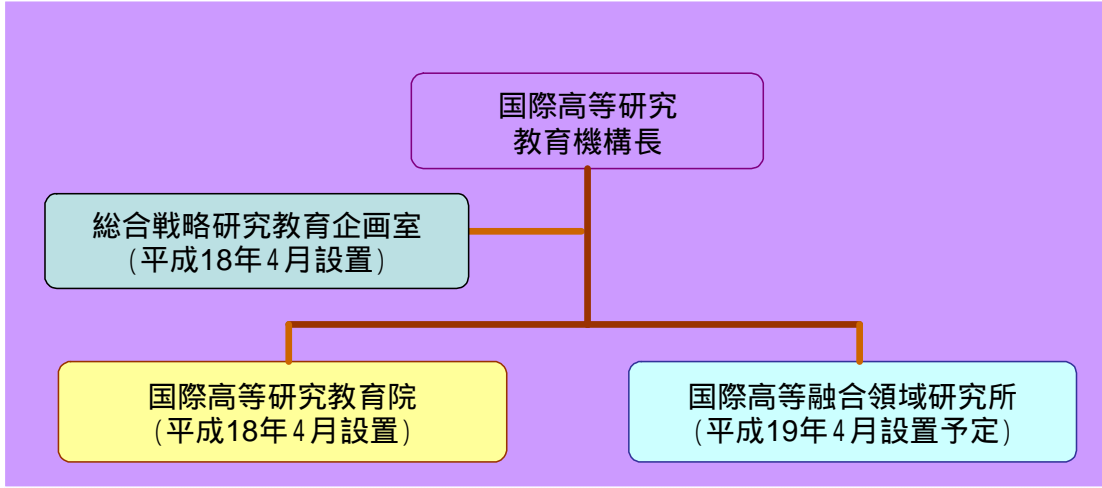 国際高等研究
教育機構長
総合戦略研究教育企画室
(平成18年4月設置)
国際高等研究教育院
(平成18年4月設置)
国際高等融合領域研究所
(平成19年4月設置予定)